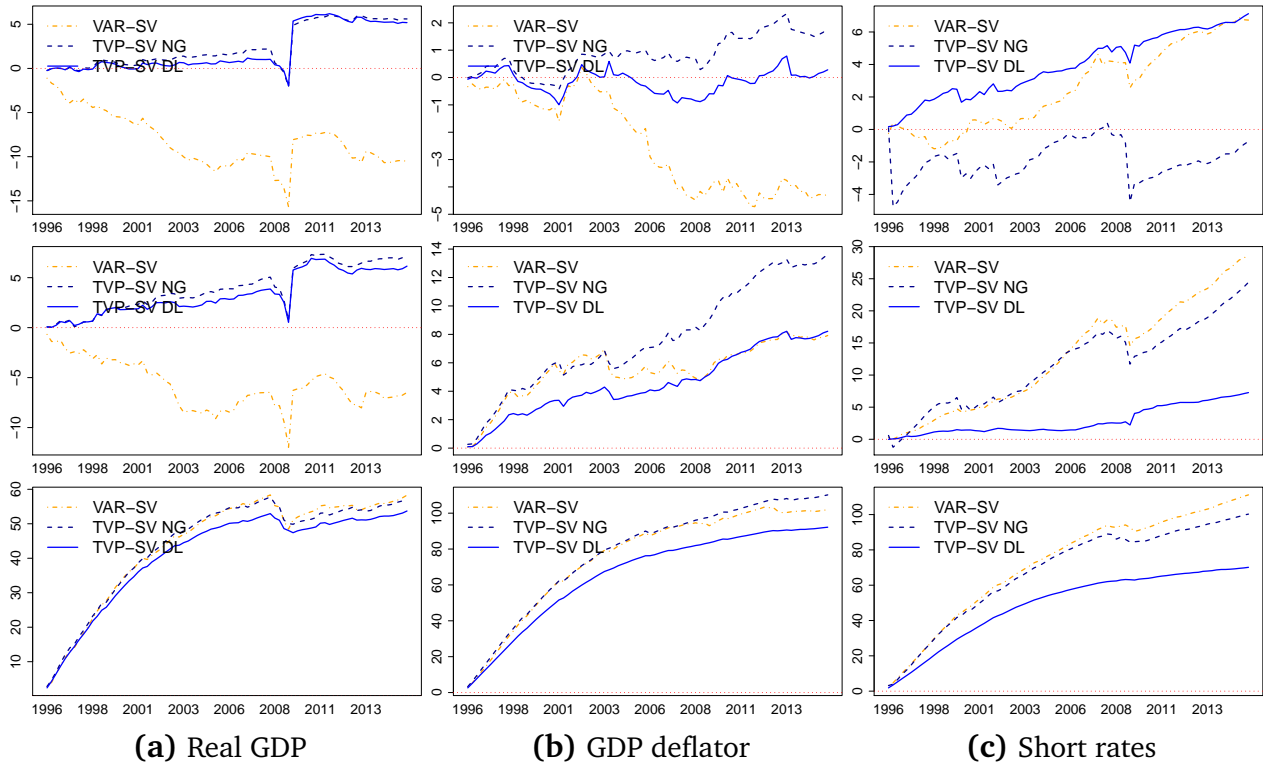 VAR−SV
TVP−SV NG
TVP−SV DL
5
0
−5
−10
−15
1996 1998 2001 2003 2006 2008 2011 2013
VAR−SV
TVP−SV NG
TVP−SV DL
2
1
0
−1
−2
−3
−4
−5
1996 1998 2001 2003 2006 2008 2011 2013
VAR−SV
TVP−SV NG
TVP−SV DL
6
4
2
0
−2
−4
1996 1998 2001 2003 2006 2008 2011 2013
VAR−SV
TVP−SV NG
TVP−SV DL
5
0
−5
−10
1996 1998 2001 2003 2006 2008 2011 2013
VAR−SV
TVP−SV NG
TVP−SV DL
14
12
10
8
6
4
2
0
1996 1998 2001 2003 2006 2008 2011 2013
VAR−SV
TVP−SV NG
TVP−SV DL
30
25
20
15
10
5
0
1996 1998 2001 2003 2006 2008 2011 2013
VAR−SV
TVP−SV NG
TVP−SV DL
60
50
40
30
20
10
1996 1998 2001 2003 2006 2008 2011 2013
VAR−SV
TVP−SV NG
TVP−SV DL
100
80
60
40
20
0
1996 1998 2001 2003 2006 2008 2011 2013
VAR−SV
TVP−SV NG
TVP−SV DL
100
80
60
40
20
0
1996 1998 2001 2003 2006 2008 2011 2013
(a) Real GDP
(b) GDP deflator
(c) Short rates